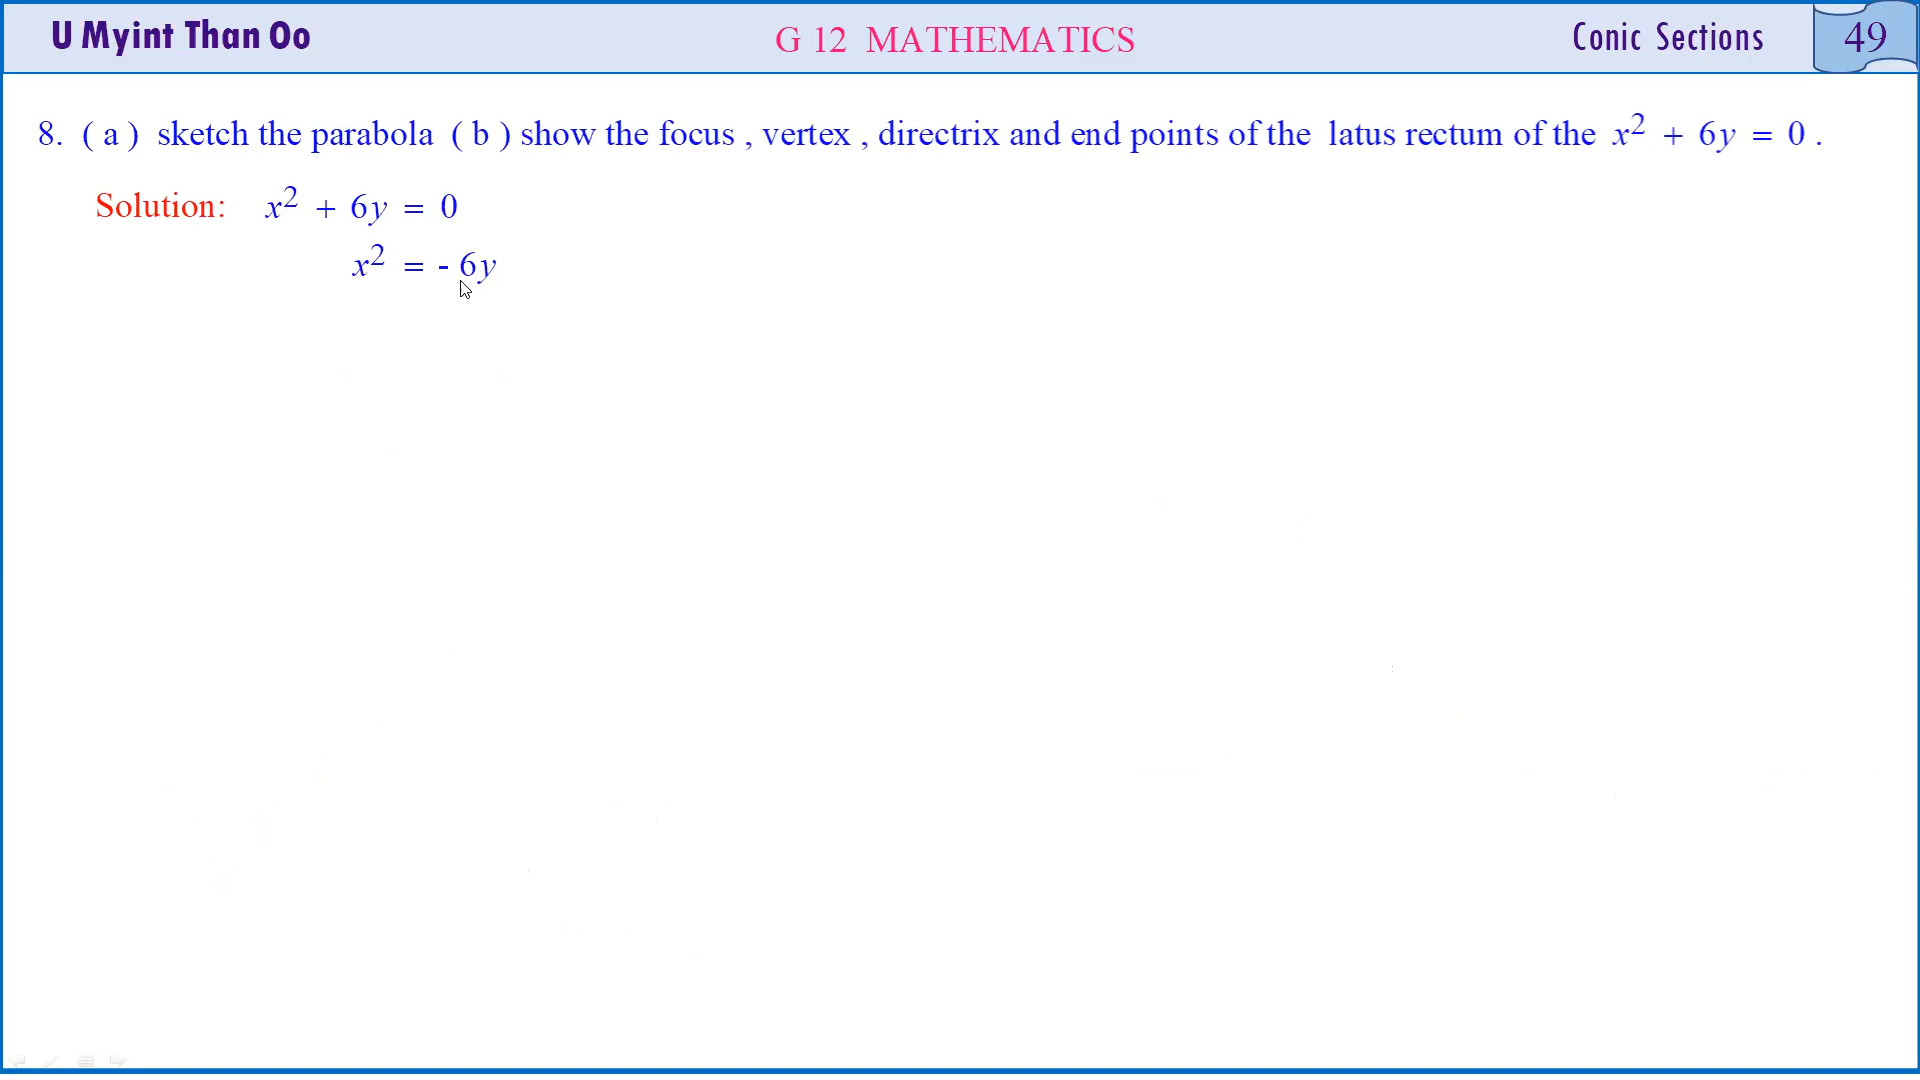 U Myint Than Oo G 12 MATHEMATICS Conic Sections 49
8. ( a ) sketch the parabola ( b ) show the focus , vertex , directrix and end points of the latus rectum of the x² + 6y = 0 .
Solution: x² + 6y = 0
x² = - 6y